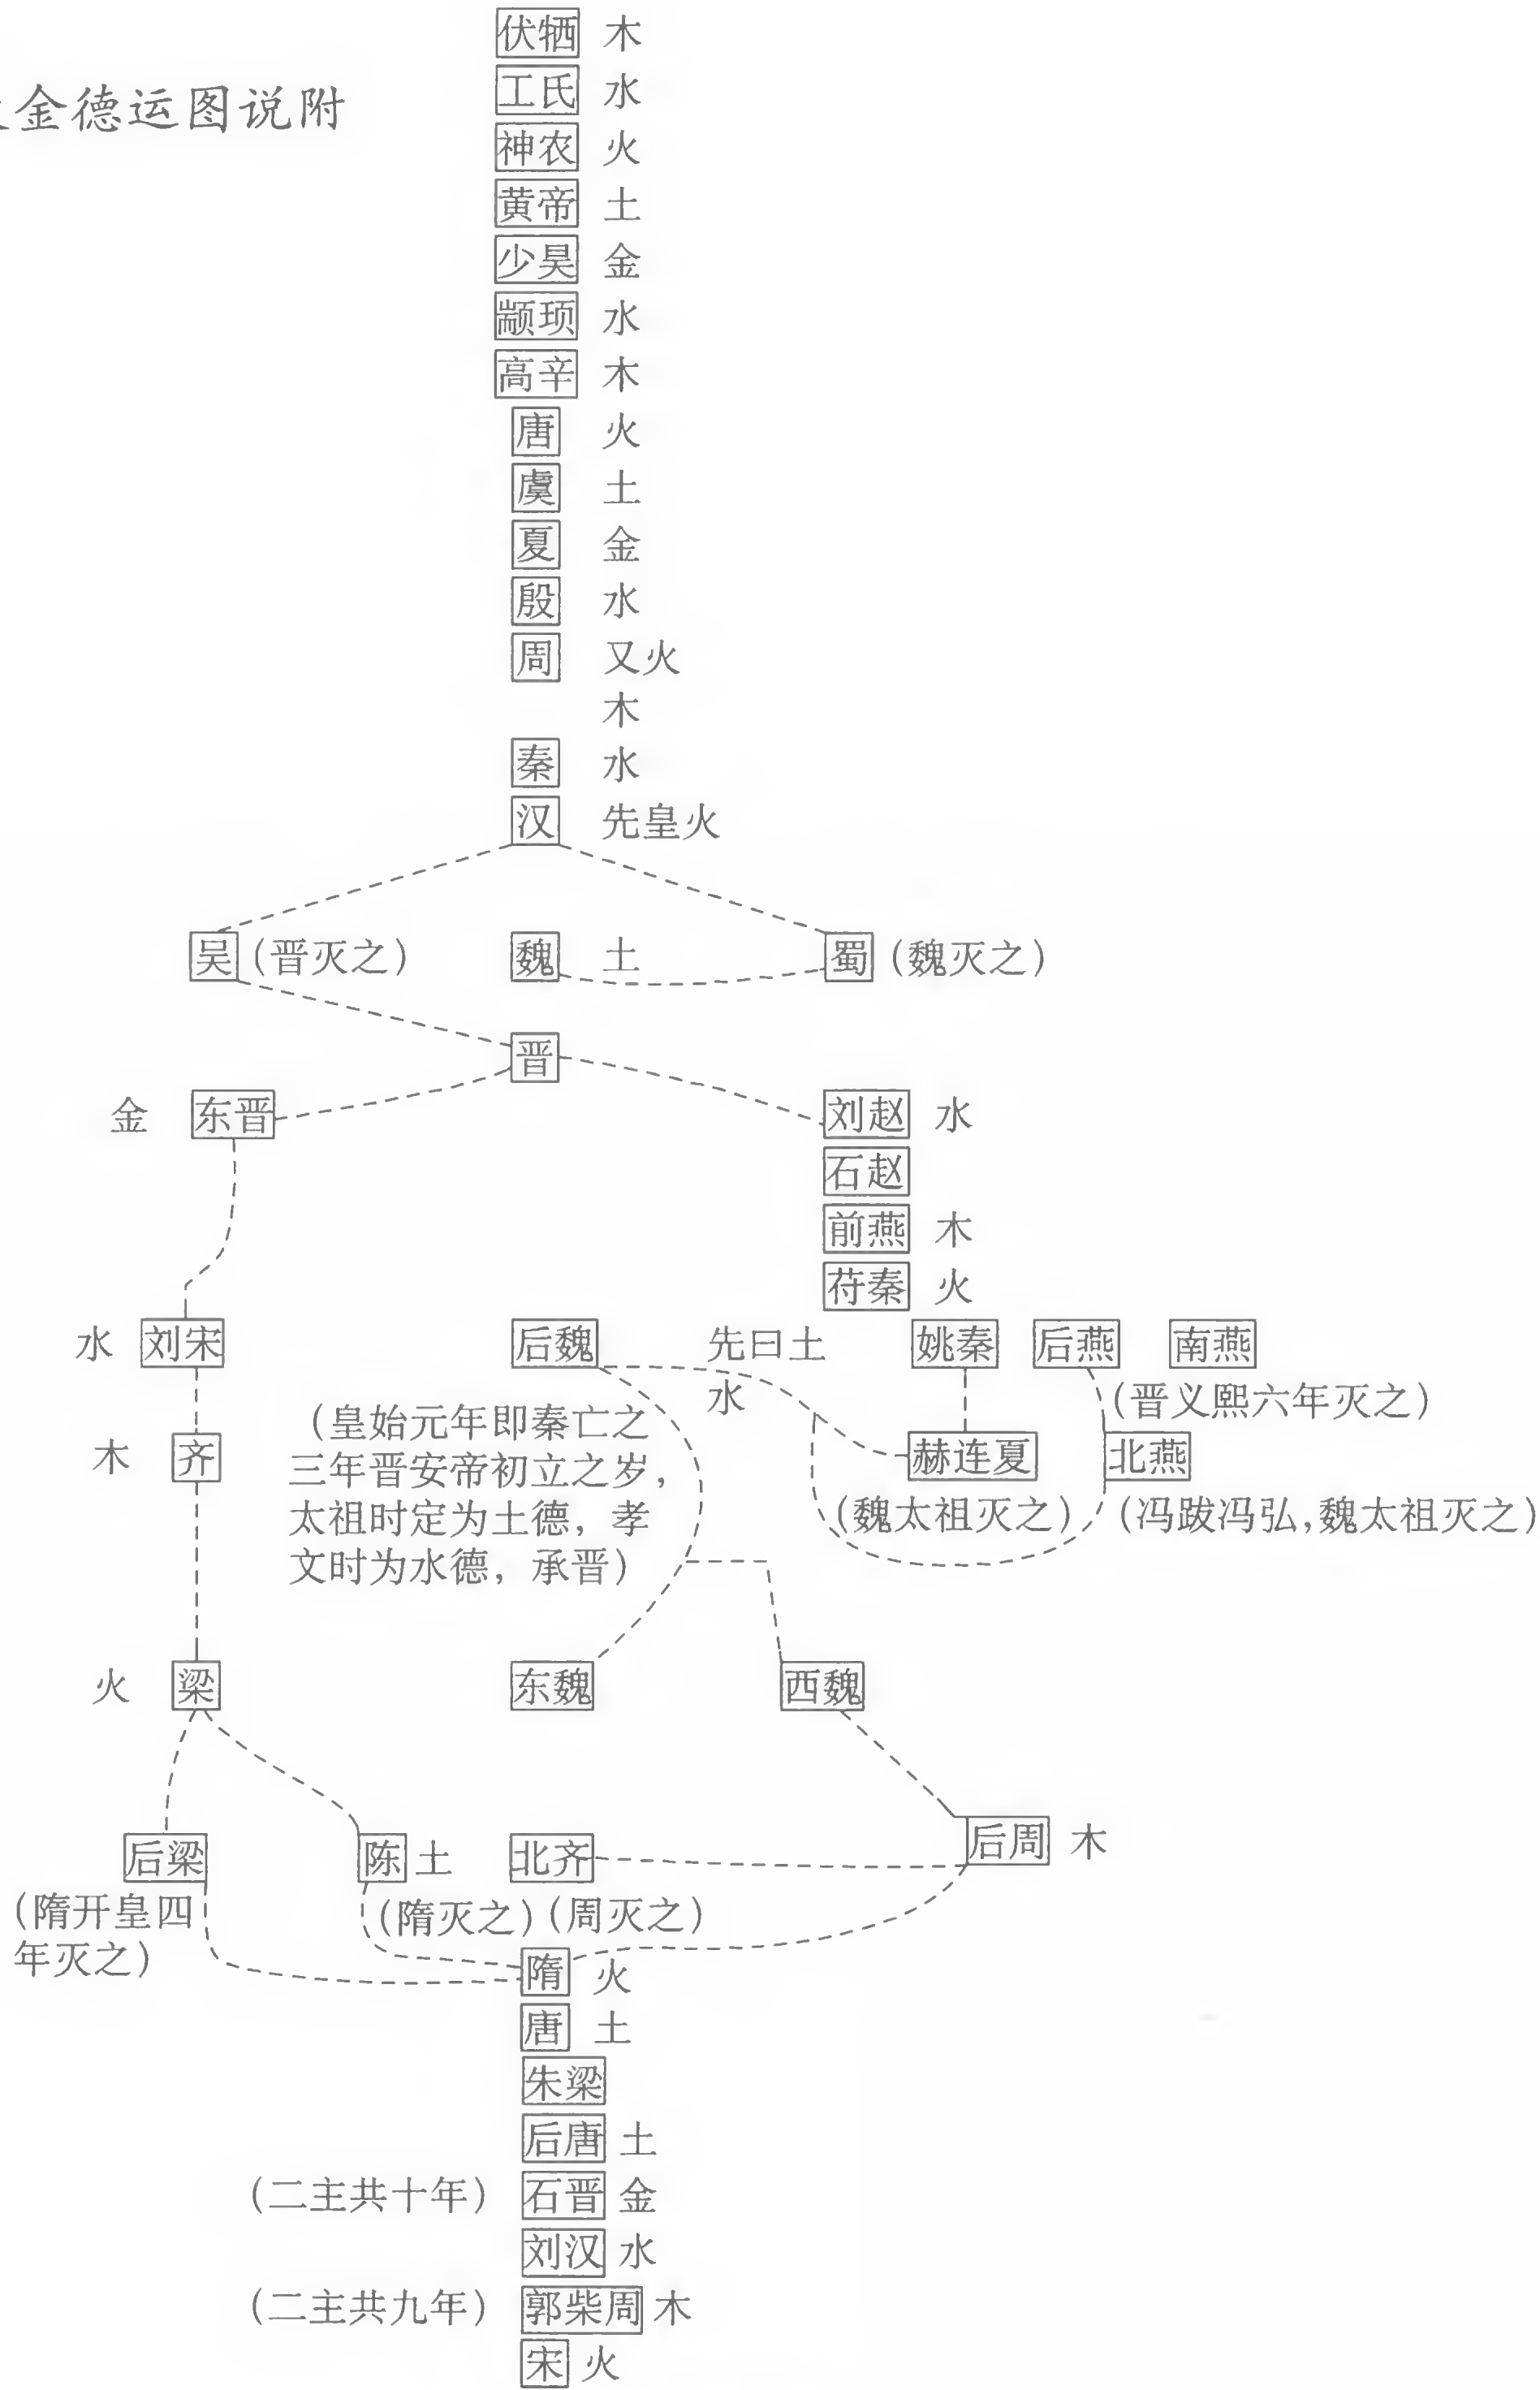 金德运图说附
伏牺 木
工氏 水
神农 火
黄帝 土
少昊 金
颛顼 水
高辛 木
唐 火
虞 土
夏 金
殷 水
周 又火
木
秦 水
汉 先皇火
吴(晋灭之) 魏 土 蜀(魏灭之)
晋
金 东晋 刘赵 水
石赵
前燕 木
苻秦 火
水 刘宋 后魏 先曰土 姚秦 后燕 南燕
水 (晋义熙六年灭之)
(皇始元年即秦亡之
木 齐 三年晋安帝初立之岁, 赫连夏 北燕
太祖时定为土德,孝 (魏太祖灭之) (冯跋冯弘,魏太祖灭之)
文时为水德,承晋)
火 梁 东魏 西魏
后梁 陈 土 北齐 后周 木
(隋开皇四 (隋灭之) (周灭之)
年灭之)
隋 火
唐 土
朱梁
后唐 土
(二主共十年) 石晋 金
刘汉 水
(二主共九年) 郭柴周 木
宋 火